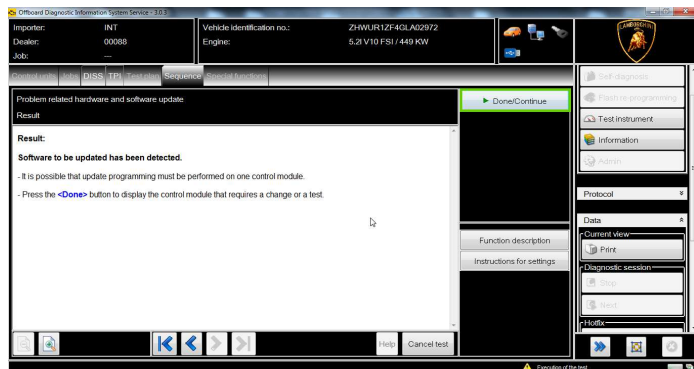 Offboard Diagnostic Information System Service - 3.0.3
Importer: INT
Dealer: 00088
Job: ---
Vehicle identification no.: ZHWUR1ZF4GLA02972
Engine: 5.2l V10 FSI / 449 KW
Control units Jobs DISS TPI Test plan Sequence Special functions
Problem related hardware and software update
Result
Result:
Software to be updated has been detected.
- It is possible that update programming must be performed on one control module.
- Press the <Done> button to display the control module that requires a change or a test.
Done/Continue
Function description
Instructions for settings
Help
Cancel test
Self-diagnosis
Flash re-programming
Test instrument
Information
Admin
Protocol
Data
Current view
Print
Diagnostic session
Stop
Next
Hotfix
Execution of the test